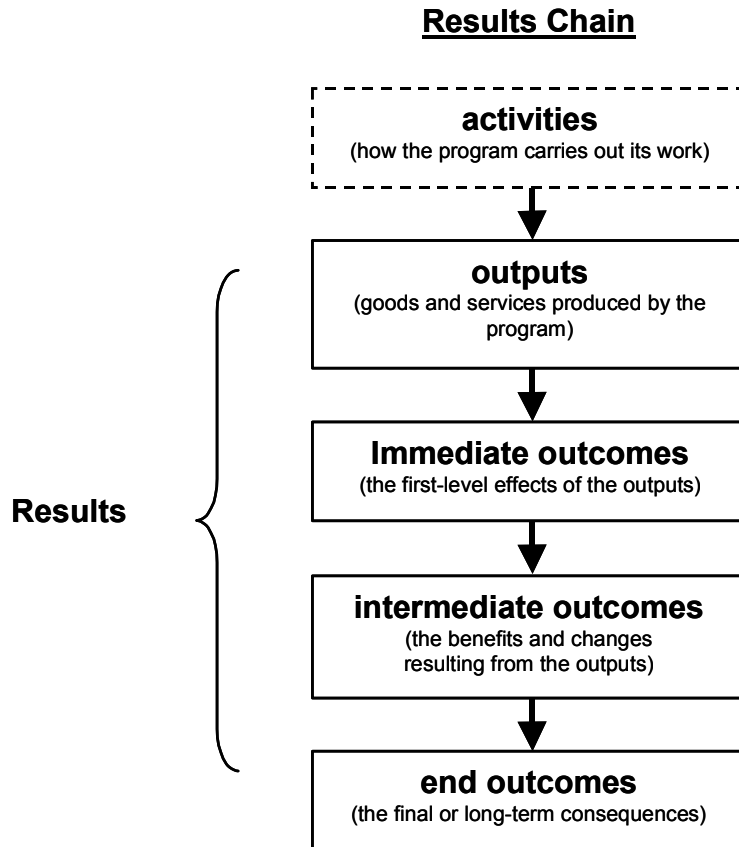 Results Chain
activities
(how the program carries out its work)
outputs
(goods and services produced by the
program)
Immediate outcomes
(the first-level effects of the outputs)
Results
intermediate outcomes
(the benefits and changes
resulting from the outputs)
end outcomes
(the final or long-term consequences)